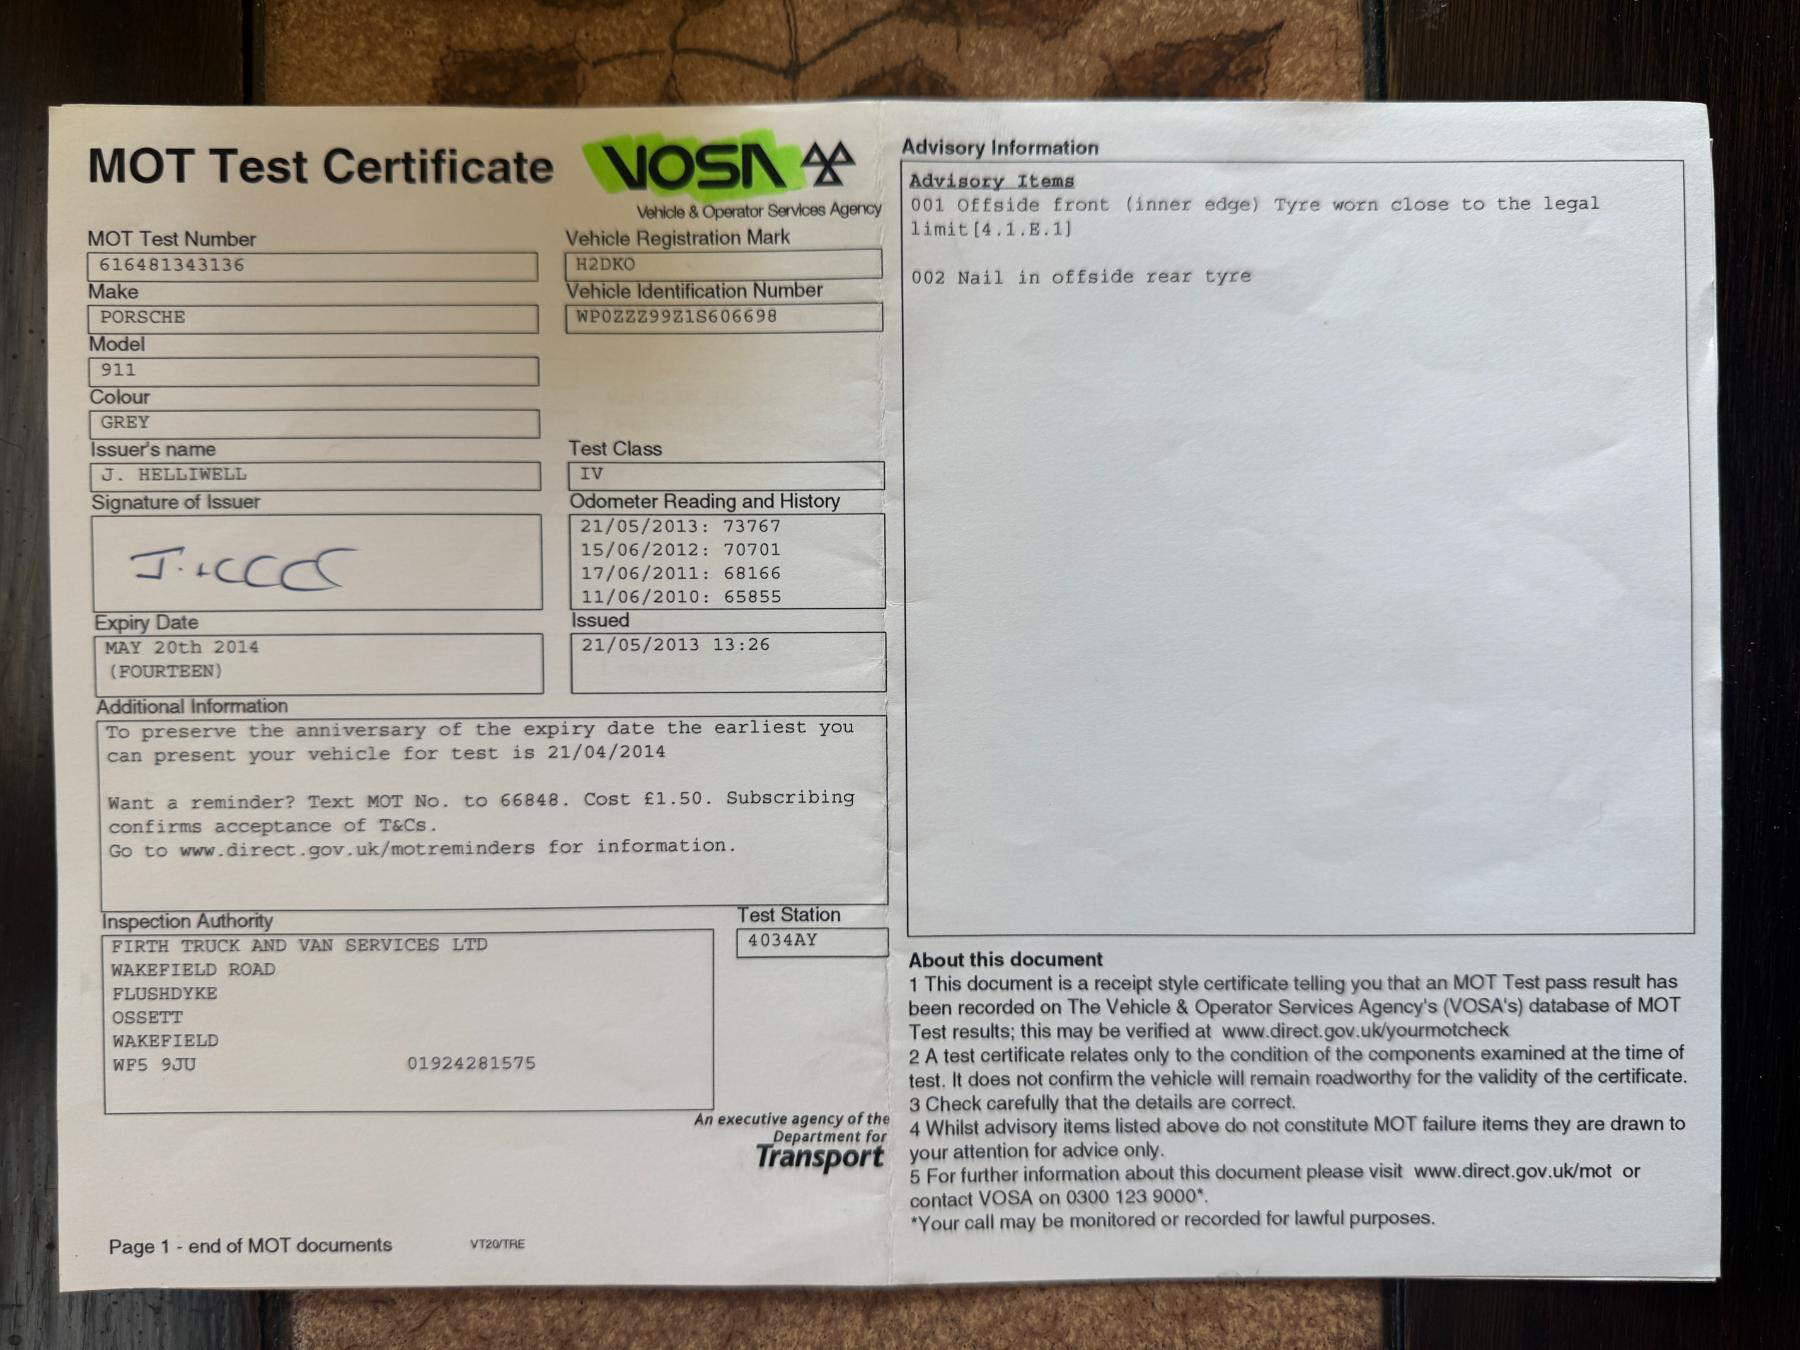 MOT Test Certificate
VOSA
Vehicle & Operator Services Agency
MOT Test Number
616481343136
Vehicle Registration Mark
H2DKO
Make
PORSCHE
Vehicle Identification Number
WP0ZZZ99Z1S606698
Model
911
Colour
GREY
Issuer's name
J. HELLIWELL
Test Class
IV
Signature of Issuer
Odometer Reading and History
21/05/2013: 73767
15/06/2012: 70701
17/06/2011: 68166
11/06/2010: 65855
Expiry Date
MAY 20th 2014
(FOURTEEN)
Issued
21/05/2013 13:26
Additional Information
To preserve the anniversary of the expiry date the earliest you
can present your vehicle for test is 21/04/2014
Want a reminder? Text MOT No. to 66848. Cost £1.50. Subscribing
confirms acceptance of T&Cs.
Go to www.direct.gov.uk/motreminders for information.
Inspection Authority
FIRTH TRUCK AND VAN SERVICES LTD
WAKEFIELD ROAD
FLUSHDYKE
OSSETT
WAKEFIELD
WF5 9JU 01924281575
Test Station
4034AY
An executive agency of the
Department for
Transport
Page 1 - end of MOT documents
VT20/TRE
Advisory Information
Advisory Items
001 Offside front (inner edge) Tyre worn close to the legal
limit[4.1.E.1]
002 Nail in offside rear tyre
About this document
1 This document is a receipt style certificate telling you that an MOT Test pass result has
been recorded on The Vehicle & Operator Services Agency's (VOSA's) database of MOT
Test results; this may be verified at www.direct.gov.uk/yourmotcheck
2 A test certificate relates only to the condition of the components examined at the time of
test. It does not confirm the vehicle will remain roadworthy for the validity of the certificate.
3 Check carefully that the details are correct.
4 Whilst advisory items listed above do not constitute MOT failure items they are drawn to
your attention for advice only.
5 For further information about this document please visit www.direct.gov.uk/mot or
contact VOSA on 0300 123 9000*.
*Your call may be monitored or recorded for lawful purposes.